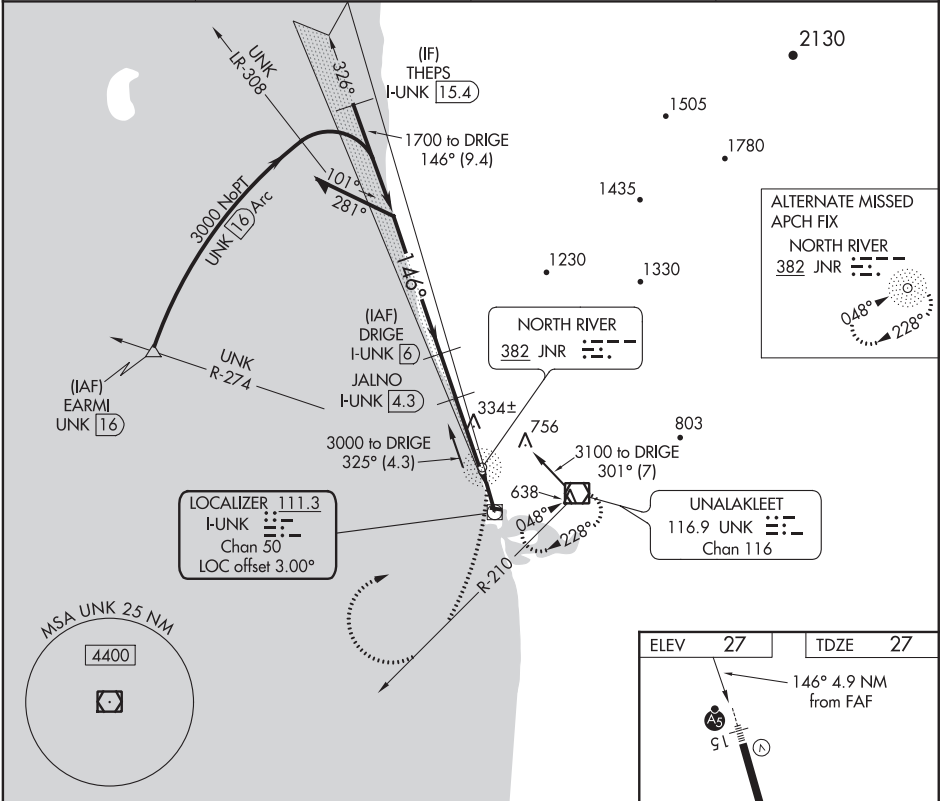 2130
UNK
LR-308
326°
(IF)
THEPS
I-UNK 15.4
1505
1700 to DRIGE
146° (9.4)
1780
101°
281°
1435
3000 NoPT
UNK 16 Arc
ALTERNATE MISSED
APCH FIX
NORTH RIVER
382 JNR
048°
228°
146°
1230
1330
(IAF)
DRIGE
I-UNK 6
NORTH RIVER
382 JNR
UNK
R-274
JALNO
I-UNK 4.3
(IAF)
EARMI
UNK 16
334±
756
803
3000 to DRIGE
325° (4.3)
3100 to DRIGE
301° (7)
LOCALIZER 111.3
I-UNK
Chan 50
LOC offset 3.00°
638
048°
228°
UNALAKLEET
116.9 UNK
Chan 116
R-210
MSA UNK 25 NM
4400
ELEV 27
TDZE 27
146° 4.9 NM
from FAF
A5
15